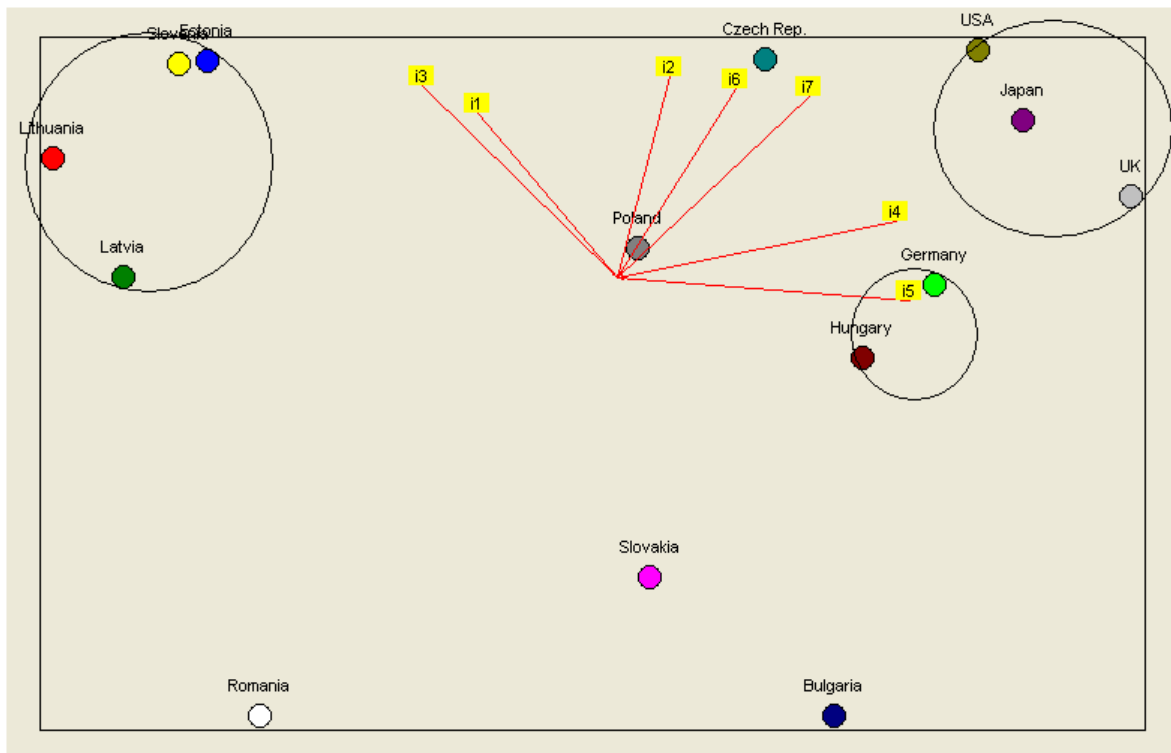 USA
Czech Rep.
Slovenia
Estonia
i3
i2
i6
i7
i1
Japan
Lithuania
UK
i4
Poland
Latvia
Germany
i5
Hungary
Slovakia
Romania
Bulgaria